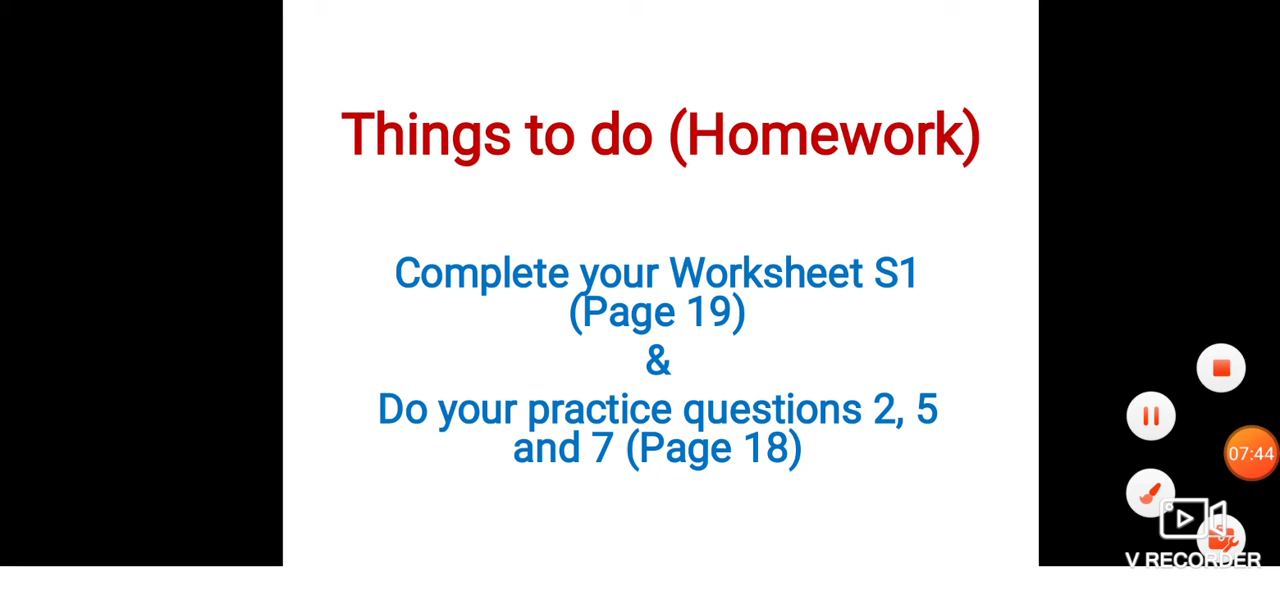 Things to do (Homework)
Complete your Worksheet S1
(Page 19)
&
Do your practice questions 2, 5
and 7 (Page 18)
07:44
V RECORDER